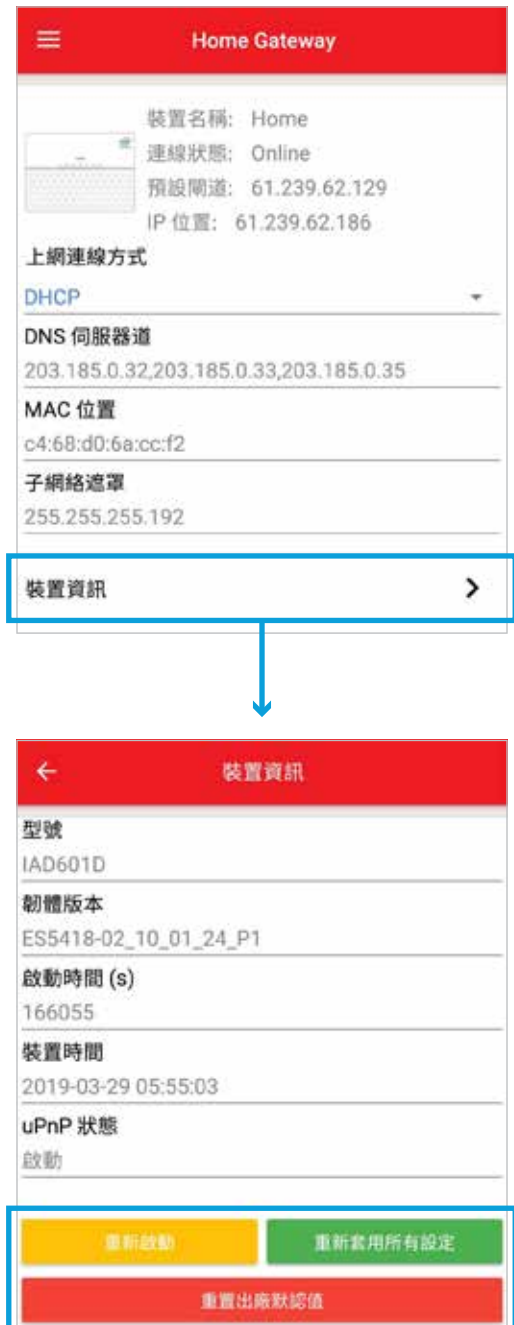 Home Gateway
裝置名稱: Home
連線狀態: Online
預設閘道: 61.239.62.129
IP 位置: 61.239.62.186
上網連線方式
DHCP
DNS 伺服器道
203.185.0.32,203.185.0.33,203.185.0.35
MAC 位置
c4:68:d0:6a:cc:f2
子網絡遮罩
255.255.255.192
裝置資訊
裝置資訊
型號
IAD601D
韌體版本
ES5418-02_10_01_24_P1
啟動時間 (s)
166055
裝置時間
2019-03-29 05:55:03
uPnP 狀態
啟動
重新啟動 重新套用所有設定
重置出廠默認值